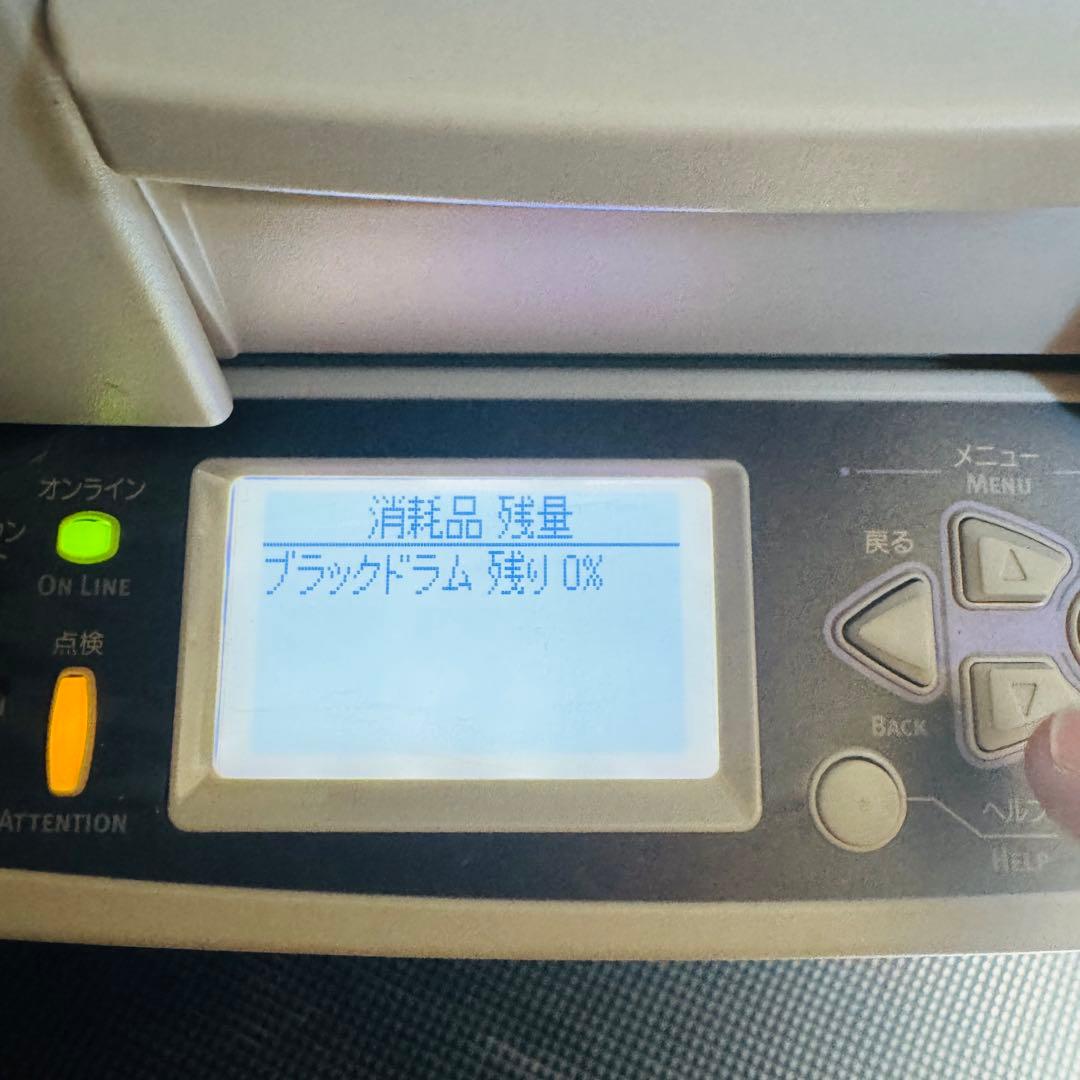 オンライン
ON LINE
点検
ATTENTION
消耗品 残量
ブラックドラム 残り 0%
メニュー
MENU
戻る
BACK
HELP